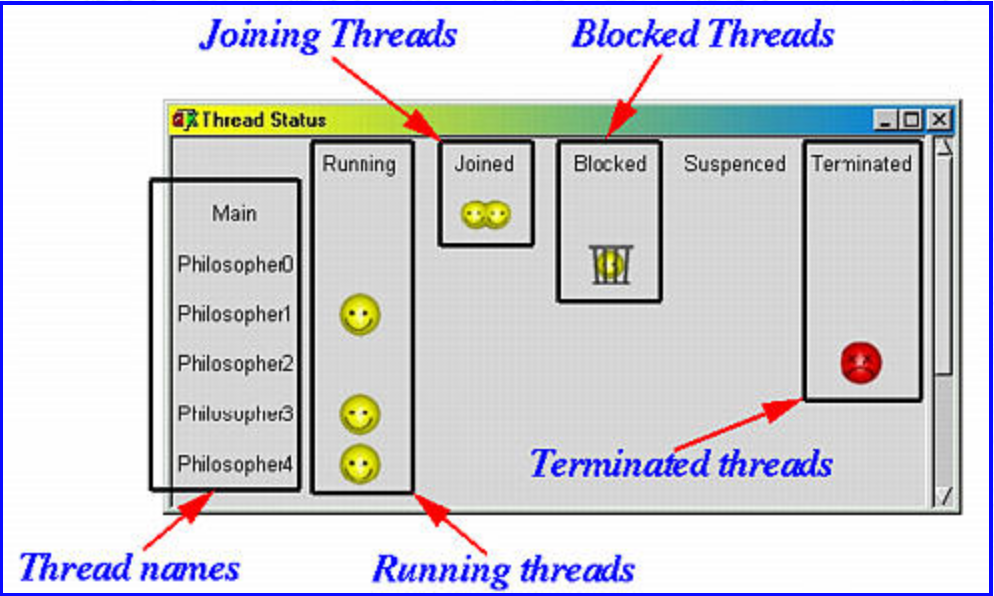 Joining Threads Blocked Threads
Thread Status
Running Joined Blocked Suspenced Terminated
Main
Philosopher0
Philosopher1
Philosopher2
Philosopher3
Philosopher4
Terminated threads
Thread names
Running threads